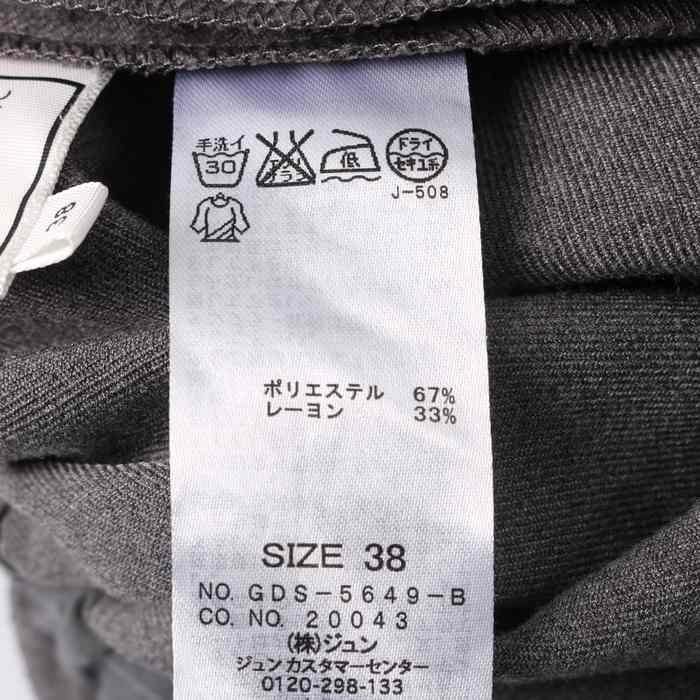 手洗イ
30
低
ドライ
セキユ系
J-508
38
ポリエステル 67%
レーヨン 33%
SIZE 38
NO. GDS-5649-B
CO. NO. 20043
(株)ジュン
ジュンカスタマーセンター
0120-298-133